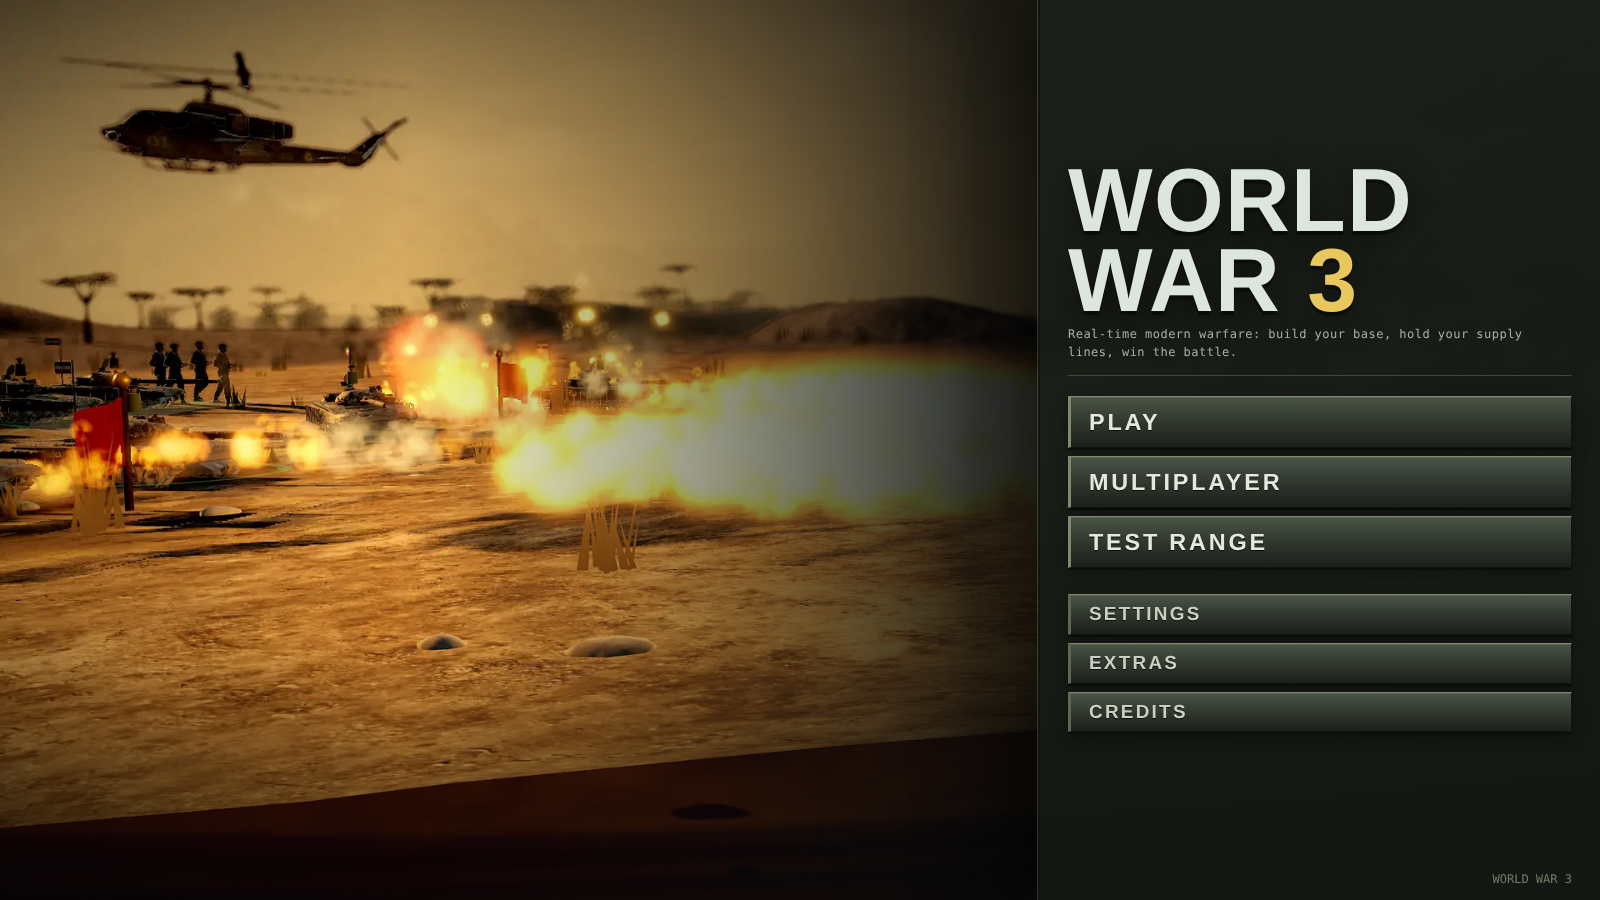 WORLD
WAR 3
Real-time modern warfare: build your base, hold your supply
lines, win the battle.
PLAY
MULTIPLAYER
TEST RANGE
SETTINGS
EXTRAS
CREDITS
WORLD WAR 3